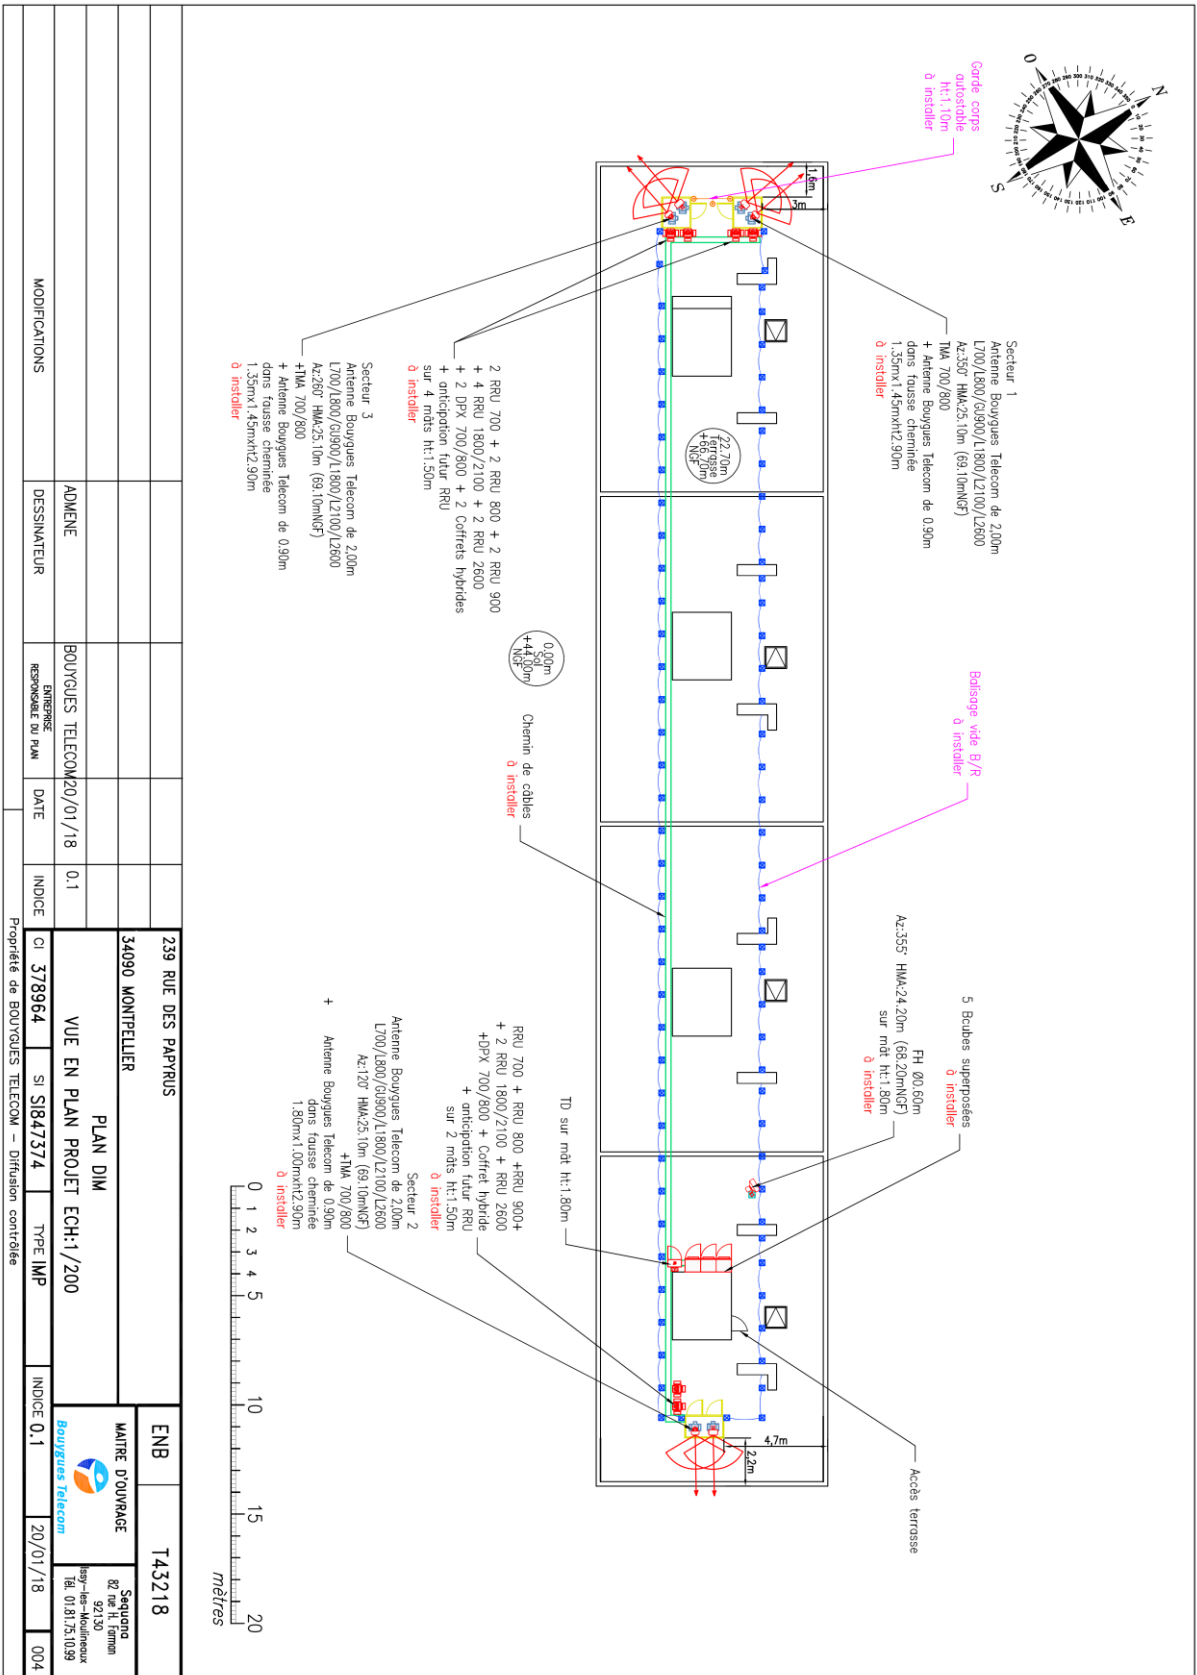 N
E
S
O
Garde corps
autostable
ht:1.10m
à installer
1,6m
3m
Secteur 1
Antenne Bouygues Telecom de 2,00m
L700/L800/GU900/L1800/L2100/L2600
Az:350° HMA:25.10m (69.10mNGF)
TMA 700/800
+ Antenne Bouygues Telecom de 0.90m
dans fausse cheminée
1.35mx1.45mxht2.90m
à installer
2 RRU 700 + 2 RRU 800 + 2 RRU 900
+ 4 RRU 1800/2100 + 2 RRU 2600
+ 2 DPX 700/800 + 2 Coffrets hybrides
+ anticipation futur RRU
sur 4 mâts ht:1.50m
à installer
Secteur 3
Antenne Bouygues Telecom de 2,00m
L700/L800/GU900/L1800/L2100/L2600
Az:260° HMA:25.10m (69.10mNGF)
+TMA 700/800
+ Antenne Bouygues Telecom de 0.90m
dans fausse cheminée
1.35mx1.45mxht2.90m
à installer
22.70m
Terrasse
+66.70m
NGF
0.00m
Sol
+44.00m
NGF
Balisage vide B/R
à installer
Chemin de câbles
à installer
5 Bcubes superposées
à installer
FH Ø0.60m
Az:355° HMA:24.20m (68.20mNGF)
sur mât ht:1.80m
à installer
TD sur mât ht:1.80m
RRU 700 + RRU 800 +RRU 900+
+ 2 RRU 1800/2100 + RRU 2600
+DPX 700/800 + Coffret hybride
+ anticipation futur RRU
sur 2 mâts ht:1.50m
à installer
Secteur 2
Antenne Bouygues Telecom de 2,00m
L700/L800/GU900/L1800/L2100/L2600
Az:120° HMA:25.10m (69.10mNGF)
+TMA 700/800
+ Antenne Bouygues Telecom de 0.90m
dans fausse cheminée
1.80mx1.00mxht2.90m
à installer
4,7m
2,2m
Accès terrasse
0 1 2 3 4 5 10 15 20
mètres
ADMENE BOUYGUES TELECOM 20/01/18 0.1
MODIFICATIONS DESSINATEUR ENTREPRISE RESPONSABLE DU PLAN DATE INDICE
239 RUE DES PAPYRUS
34090 MONTPELLIER
ENB T43218
PLAN DIM
VUE EN PLAN PROJET ECH:1/200
MAITRE D'OUVRAGE
Bouygues Telecom
Sequana
82 rue H. Farman
92130
Issy-les-Moulineaux
Tél. 01.81.75.10.99
CI 378964 SI SI847374 TYPE IMP INDICE 0.1 20/01/18 004
Propriété de BOUYGUES TELECOM – Diffusion contrôlée